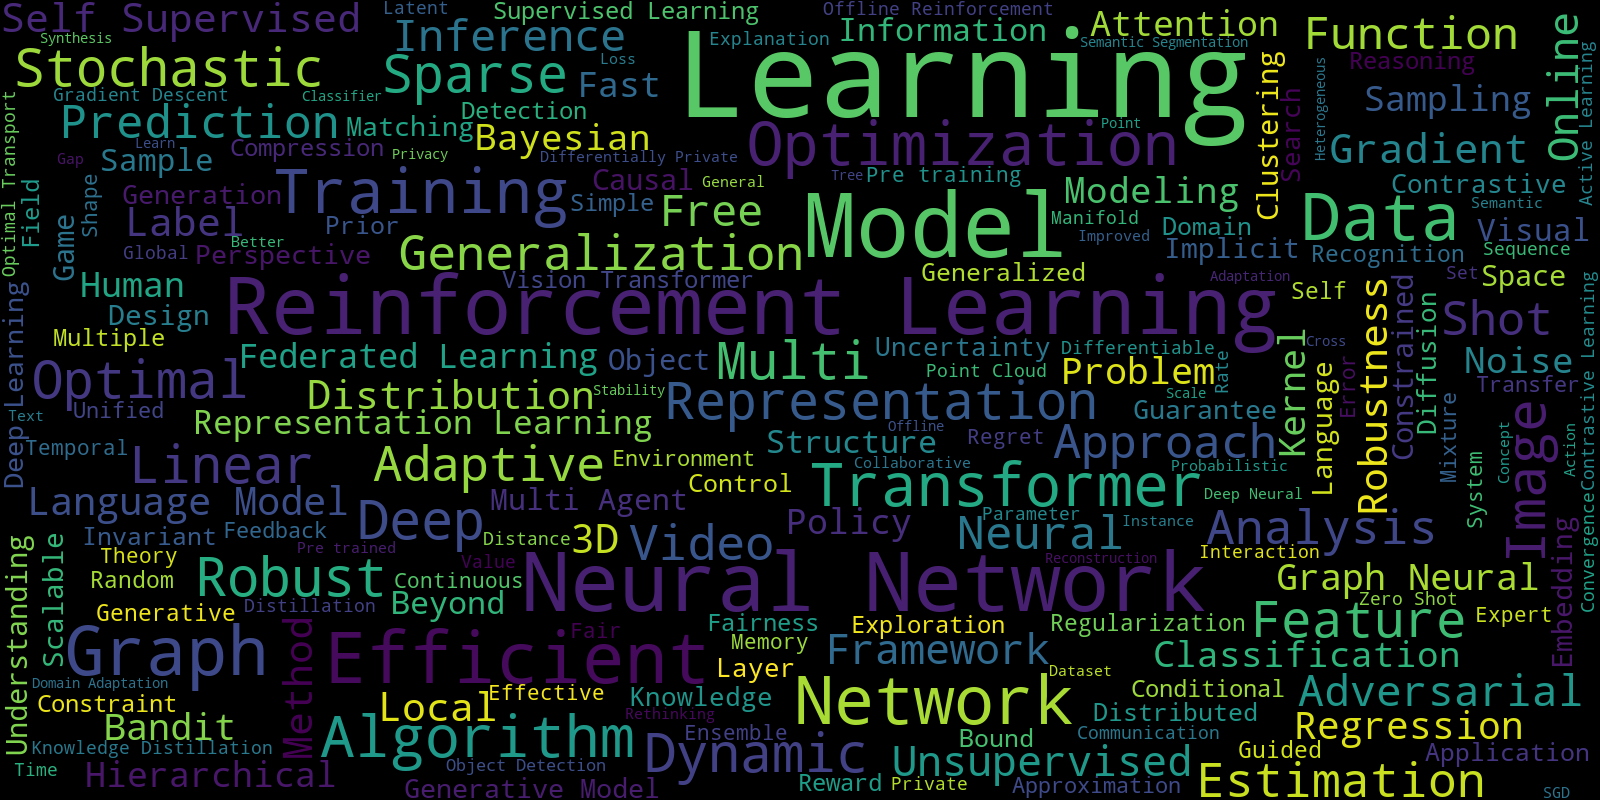 Self Supervised
Latent
Supervised Learning
Offline Reinforcement
Attention
Function
Online
Active Learning
Synthesis
Stochastic
Inference
Explanation
Information
Learning
Semantic Segmentation
Reasoning
Clustering
Heterogeneous
Sparse
Loss
Fast
Search
Sampling
Gradient Descent
Classifier
Detection
Optimal Transport
Prediction
Matching
Bayesian
Optimization
Point
Gradient
Gap
Learn
Sample
Compression
Privacy
Differentially Private
Tree
Pre training
Modeling
Contrastive
Field
Shape
Generation
Training
Causal
General
Model
Data
Semantic
Game
Label
Prior
Simple
Free
Manifold
Domain
Visual
Global
Better
Perspective
Generalization
Improved
Implicit
Recognition
Sequence
Human
Vision Transformer
Generalized
Adaptation
Self
Set
Space
Deep Learning
Design
Reinforcement Learning
Kernel
Robustness
Constrained
Diffusion
Shot
Contrastive Learning
Multiple
Federated Learning
Object
Multi
Uncertainty
Differentiable
Cross
Noise
Optimal
Point Cloud
Problem
Rate
Language
Error
Transfer
Unified
Distribution
Stability
Representation
Scale
Guarantee
Mixture
Image
Text
Representation Learning
Offline
Structure
Regret
Approach
Concept
Action
Temporal
Linear
Adaptive
Environment
Collaborative
Probabilistic
System
Control
Transformer
Deep Neural
Convergence
Language Model
Multi Agent
Policy
Parameter
Instance
Analysis
Invariant
Feedback
Deep
Distance
3D
Video
Neural
Interaction
Embedding
Understanding
Scalable
Theory
Pre trained
Value
Reconstruction
Random
Robust
Continuous
Neural Network
Graph Neural
Generative
Distillation
Beyond
Zero Shot
Expert
Graph
Method
Efficient
Fair
Fairness
Exploration
Regularization
Feature
Memory
Framework
Classification
Domain Adaptation
Layer
Dataset
Constraint
Local
Effective
Knowledge
Network
Conditional
Adversarial
Bandit
Rethinking
Distributed
Regression
Knowledge Distillation
Algorithm
Dynamic
Ensemble
Bound
Communication
Guided
Application
Time
Hierarchical
Object Detection
Unsupervised
Estimation
Generative Model
Reward
Private
Approximation
SGD